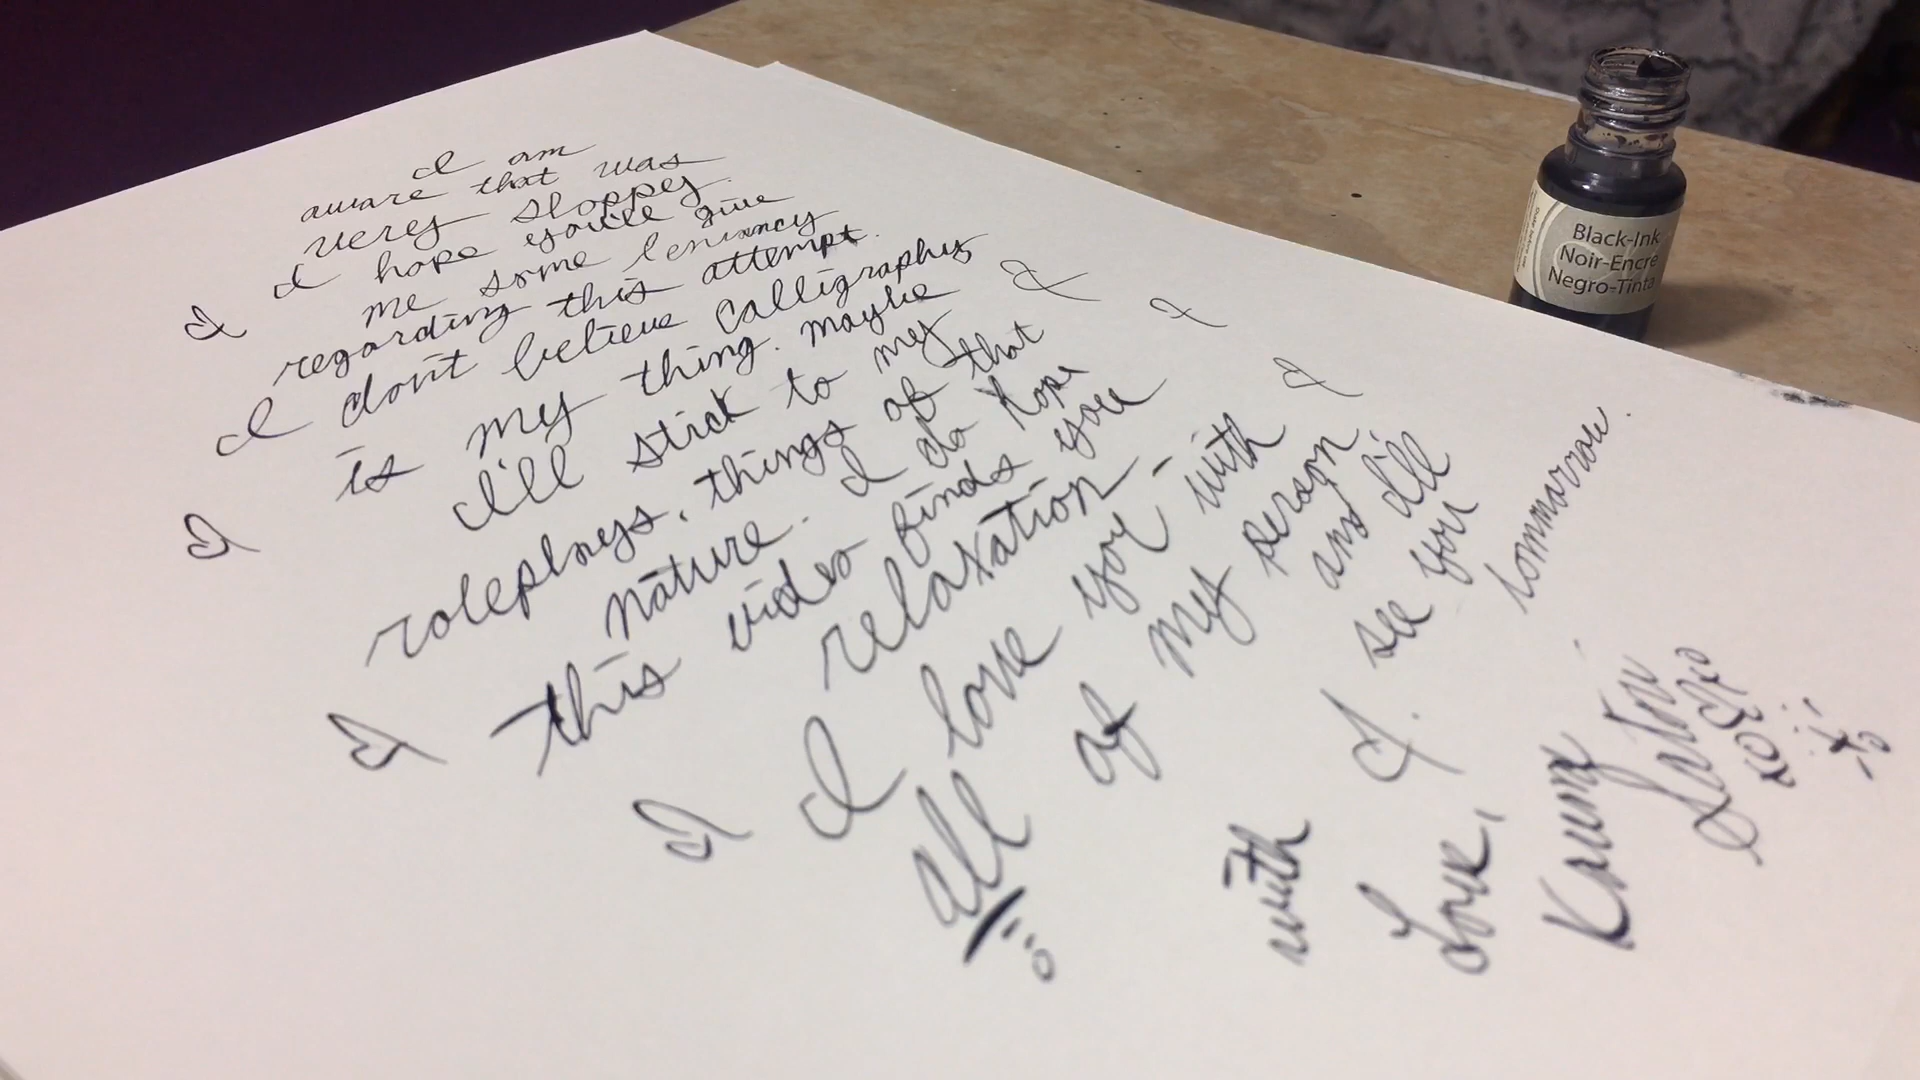 I am
aware that was
very sloppy.
I hope you'll give
me some leniancy
regarding this attempt.
I don't believe calligraphy
is my thing. maybe
I'll stick to my
roleplays, things of that
nature. I do hope
this video finds you
relaxation -
I love you - with
all of my person
and I'll
see you
tommorrow.
with
Love,
xoxo
Black-Ink
Noir-Encre
Negro-Tinta